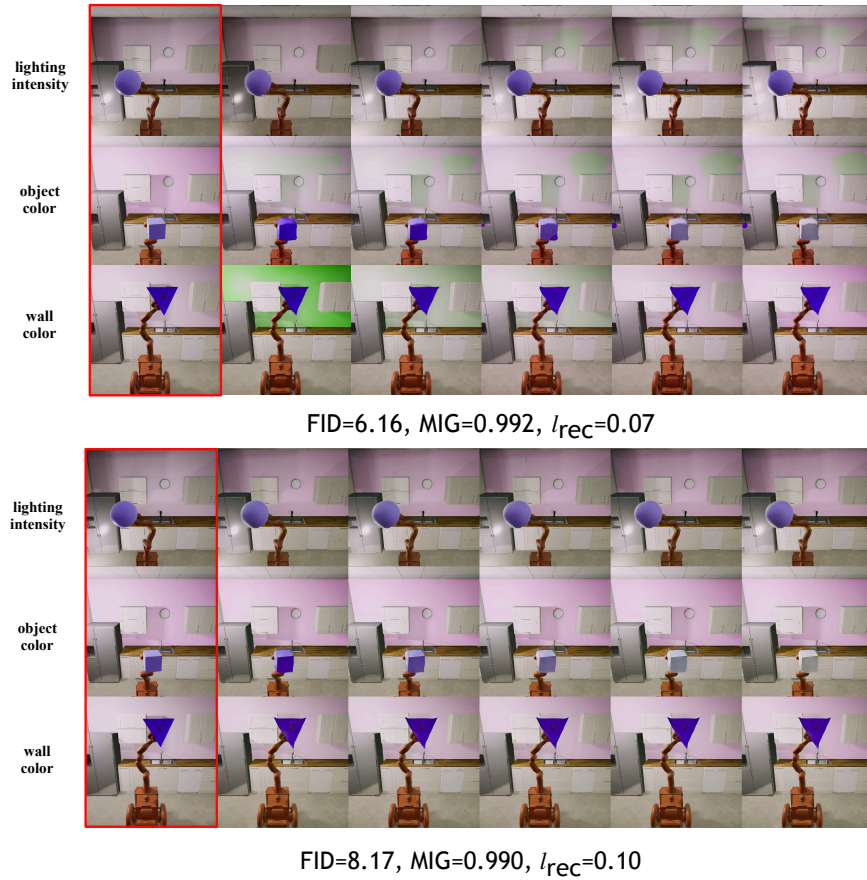 lighting
intensity
object
color
wall
color
FID=6.16, MIG=0.992, lrec=0.07
lighting
intensity
object
color
wall
color
FID=8.17, MIG=0.990, lrec=0.10